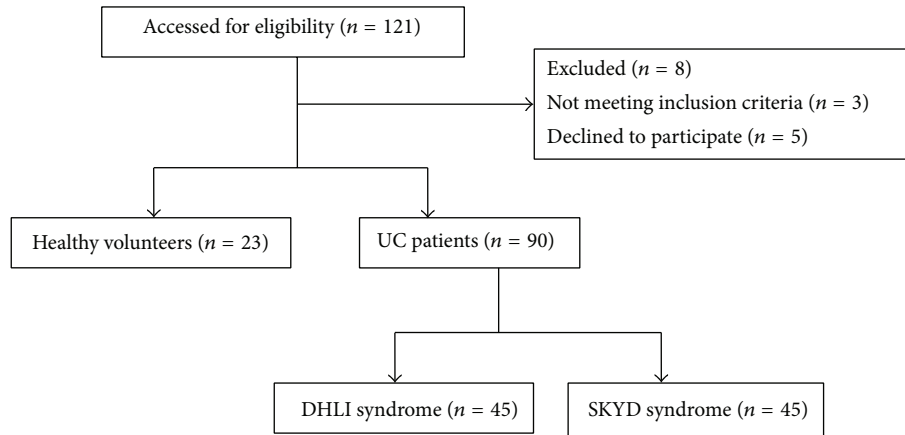 Accessed for eligibility (n = 121)
Excluded (n = 8)
Not meeting inclusion criteria (n = 3)
Declined to participate (n = 5)
Healthy volunteers (n = 23)
UC patients (n = 90)
DHLI syndrome (n = 45)
SKYD syndrome (n = 45)